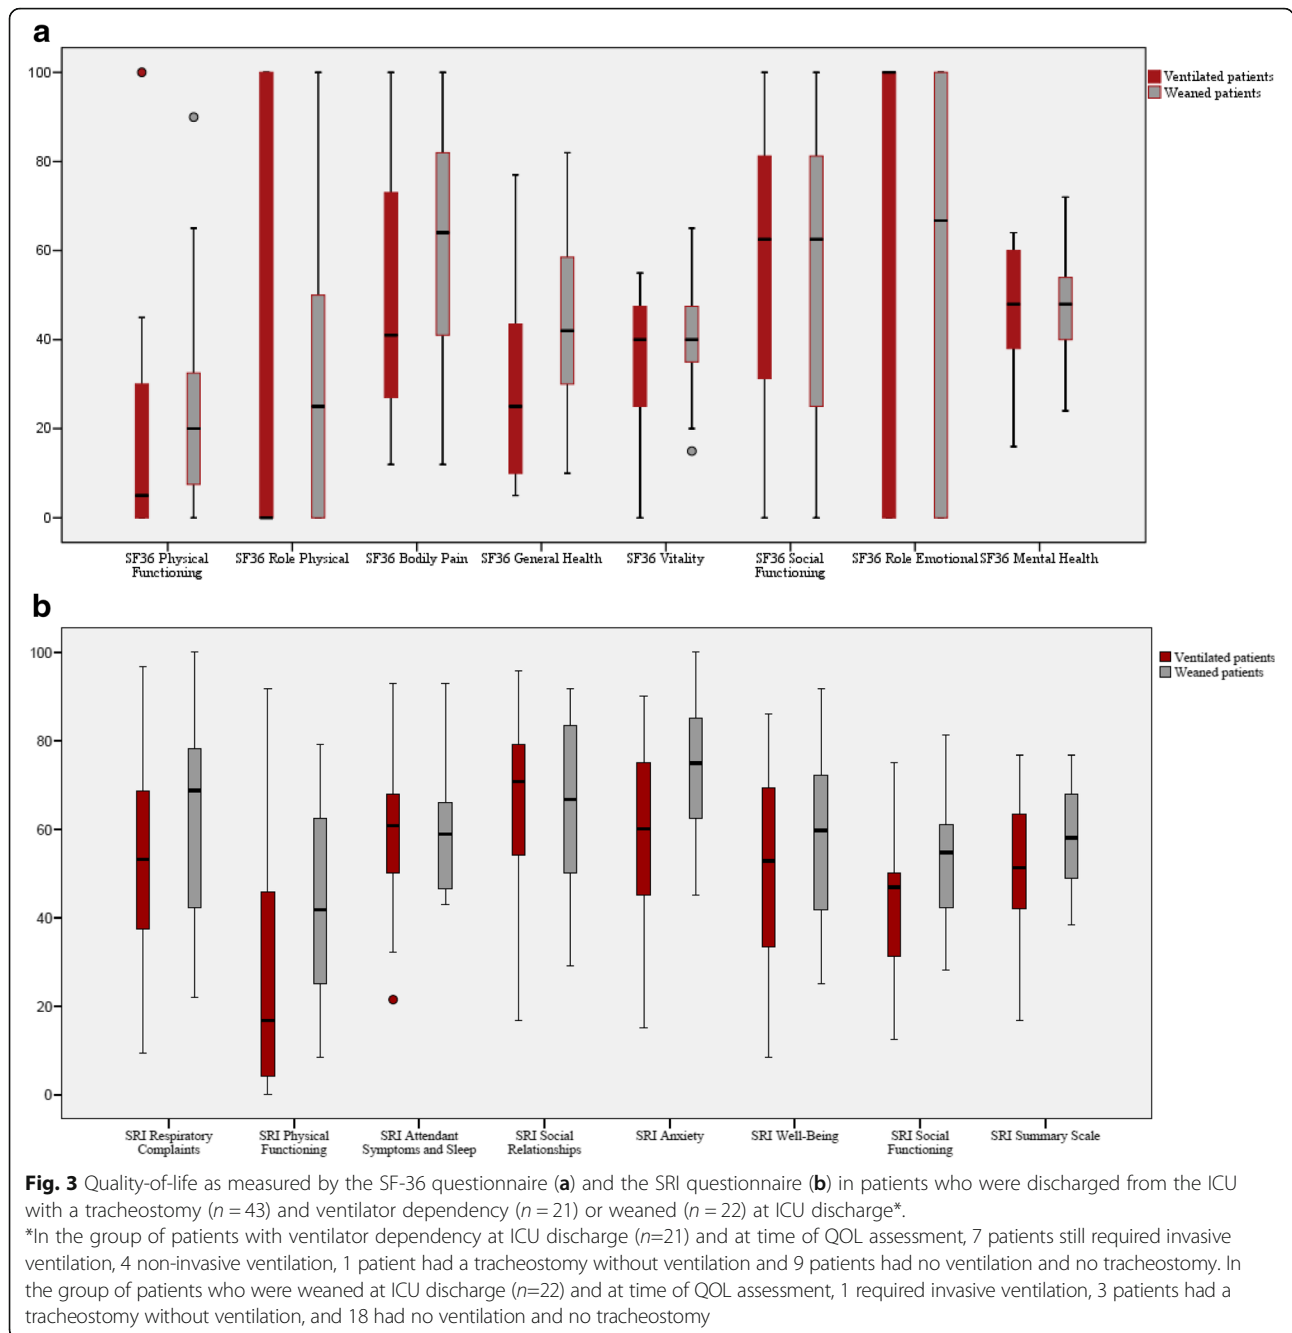 a
100
80
60
40
20
0
Ventilated patients
Weaned patients
SF36 Physical Functioning
SF36 Role Physical
SF36 Bodily Pain
SF36 General Health
SF36 Vitality
SF36 Social Functioning
SF36 Role Emotional
SF36 Mental Health
b
100
80
60
40
20
0
Ventilated patients
Weaned patients
SRI Respiratory Complaints
SRI Physical Functioning
SRI Attendant Symptoms and Sleep
SRI Social Relationships
SRI Anxiety
SRI Well-Being
SRI Social Functioning
SRI Summary Scale
Fig. 3 Quality-of-life as measured by the SF-36 questionnaire (a) and the SRI questionnaire (b) in patients who were discharged from the ICU
with a tracheostomy (n = 43) and ventilator dependency (n = 21) or weaned (n = 22) at ICU discharge*.
*In the group of patients with ventilator dependency at ICU discharge (n=21) and at time of QOL assessment, 7 patients still required invasive
ventilation, 4 non-invasive ventilation, 1 patient had a tracheostomy without ventilation and 9 patients had no ventilation and no tracheostomy. In
the group of patients who were weaned at ICU discharge (n=22) and at time of QOL assessment, 1 required invasive ventilation, 3 patients had a
tracheostomy without ventilation, and 18 had no ventilation and no tracheostomy